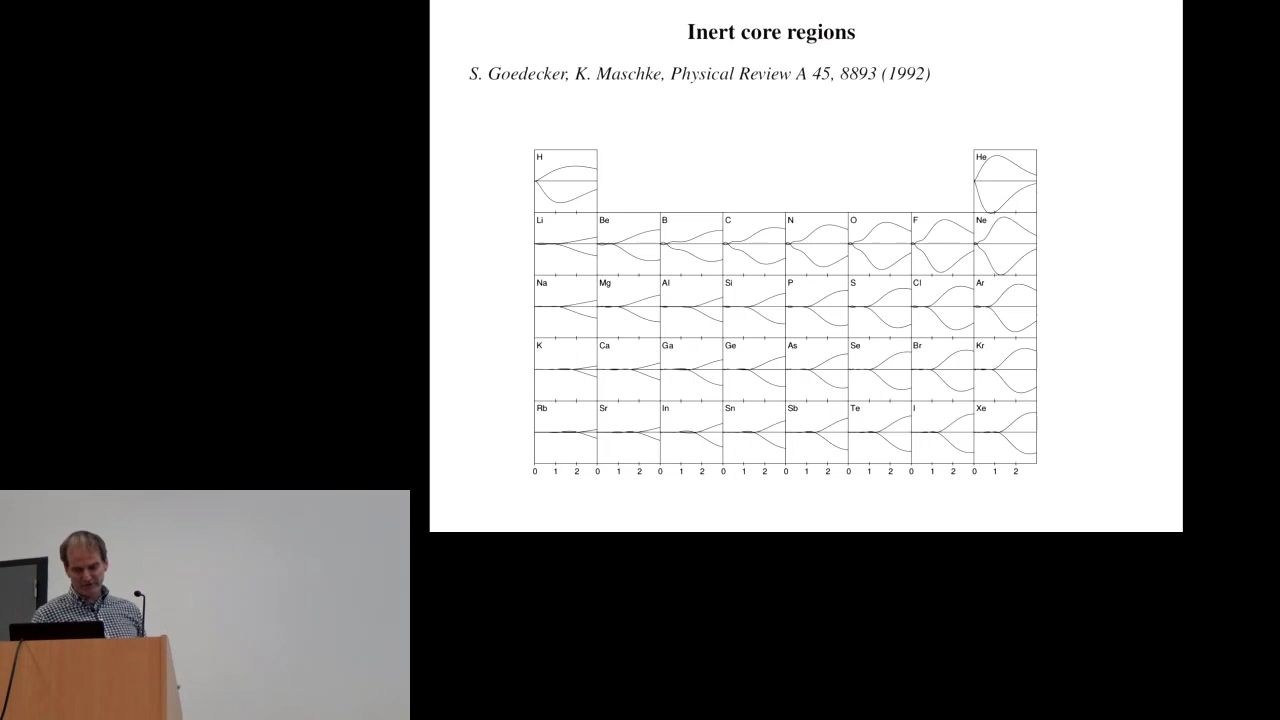 Inert core regions
S. Goedecker, K. Maschke, Physical Review A 45, 8893 (1992)
H He
Li Be B C N O F Ne
Na Mg Al Si P S Cl Ar
K Ca Ga Ge As Se Br Kr
Rb Sr In Sn Sb Te I Xe
0 1 2 0 1 2 0 1 2 0 1 2 0 1 2 0 1 2 0 1 2 0 1 2